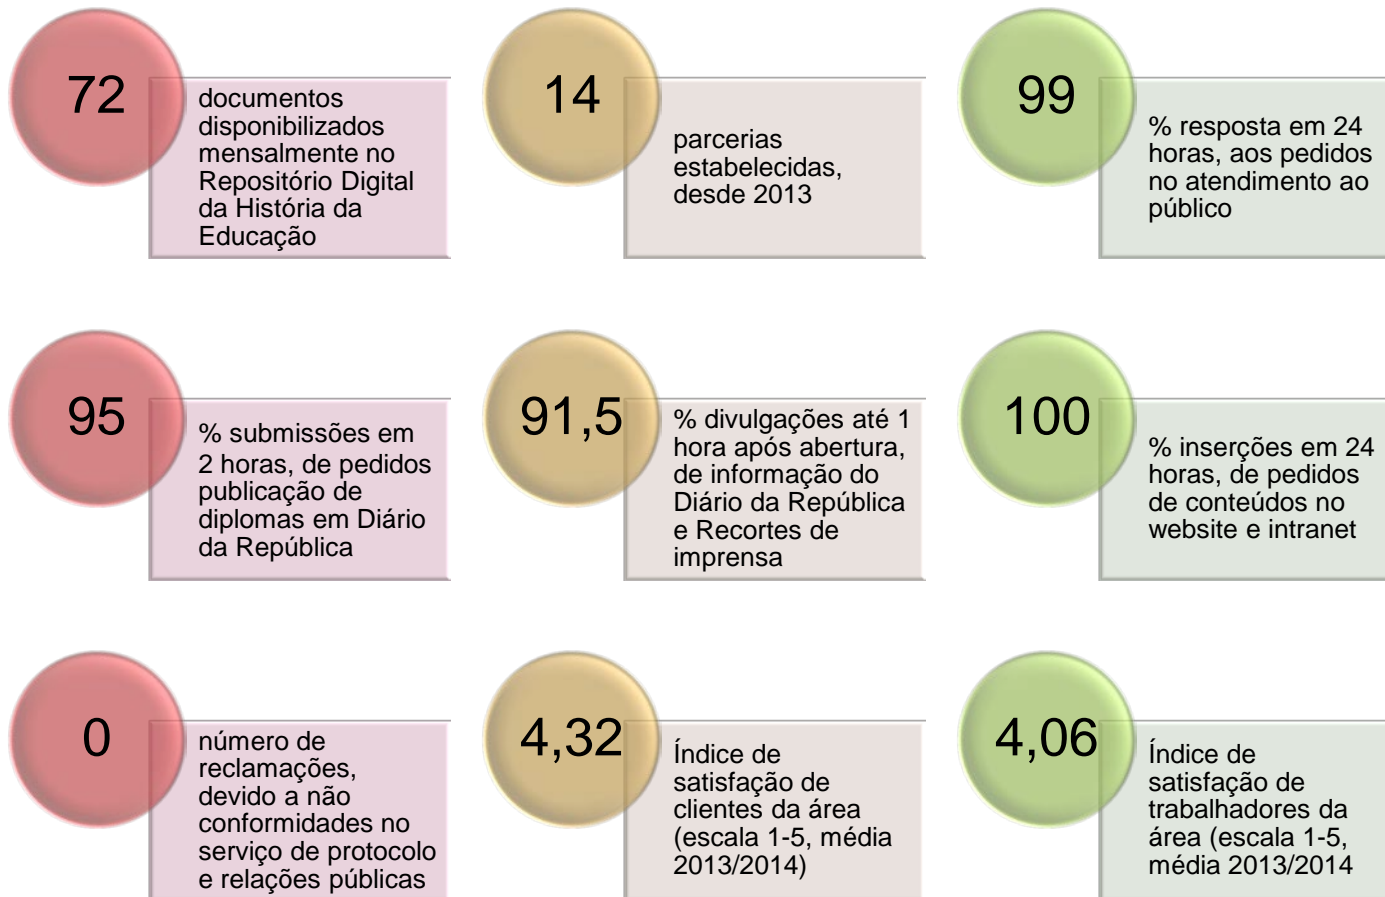 72
documentos
disponibilizados
mensalmente no
Repositório Digital
da História da
Educação
14
parcerias
estabelecidas,
desde 2013
99
% resposta em 24
horas, aos pedidos
no atendimento ao
público
95
% submissões em
2 horas, de pedidos
publicação de
diplomas em Diário
da República
91,5
% divulgações até 1
hora após abertura,
de informação do
Diário da República
e Recortes de
imprensa
100
% inserções em 24
horas, de pedidos
de conteúdos no
website e intranet
0
número de
reclamações,
devido a não
conformidades no
serviço de protocolo
e relações públicas
4,32
Índice de
satisfação de
clientes da área
(escala 1-5, média
2013/2014)
4,06
Índice de
satisfação de
trabalhadores da
área (escala 1-5,
média 2013/2014